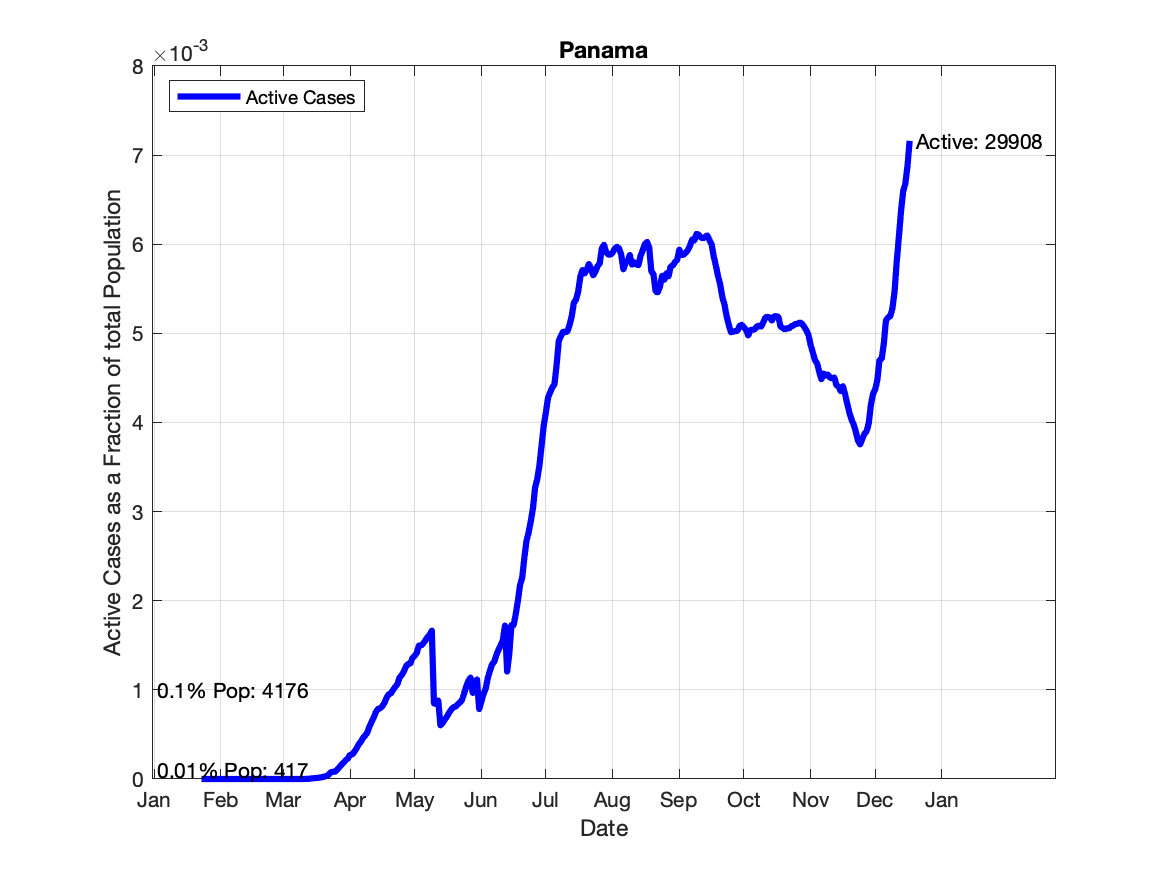 Panama
×10-3
8
Active Cases
7
Active: 29908
6
5
4
3
2
1
0.1% Pop: 4176
0.01% Pop: 417
0
Active Cases as a Fraction of total Population
Jan Feb Mar Apr May Jun Jul Aug Sep Oct Nov Dec Jan
Date